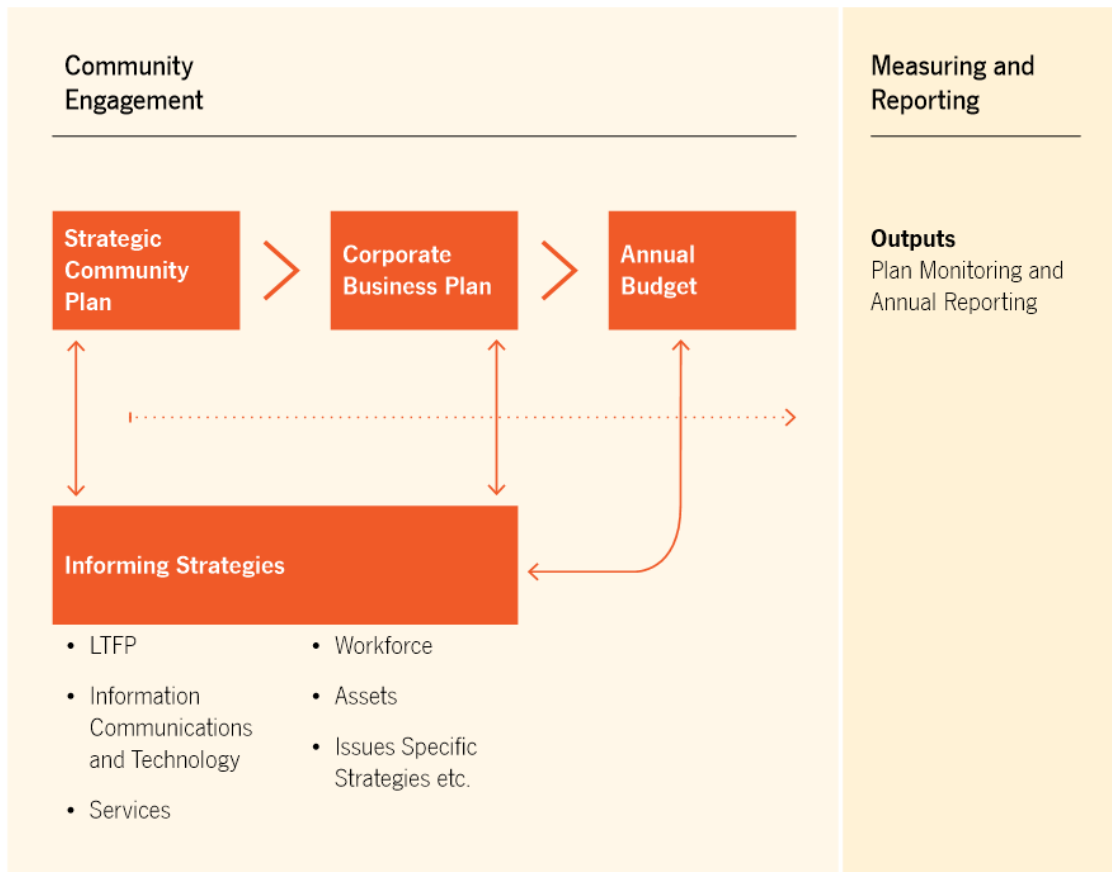 Community
Engagement
Measuring and
Reporting
Strategic
Community
Plan
Corporate
Business Plan
Annual
Budget
Outputs
Plan Monitoring and
Annual Reporting
Informing Strategies
• LTFP
• Information
Communications
and Technology
• Services
• Workforce
• Assets
• Issues Specific
Strategies etc.